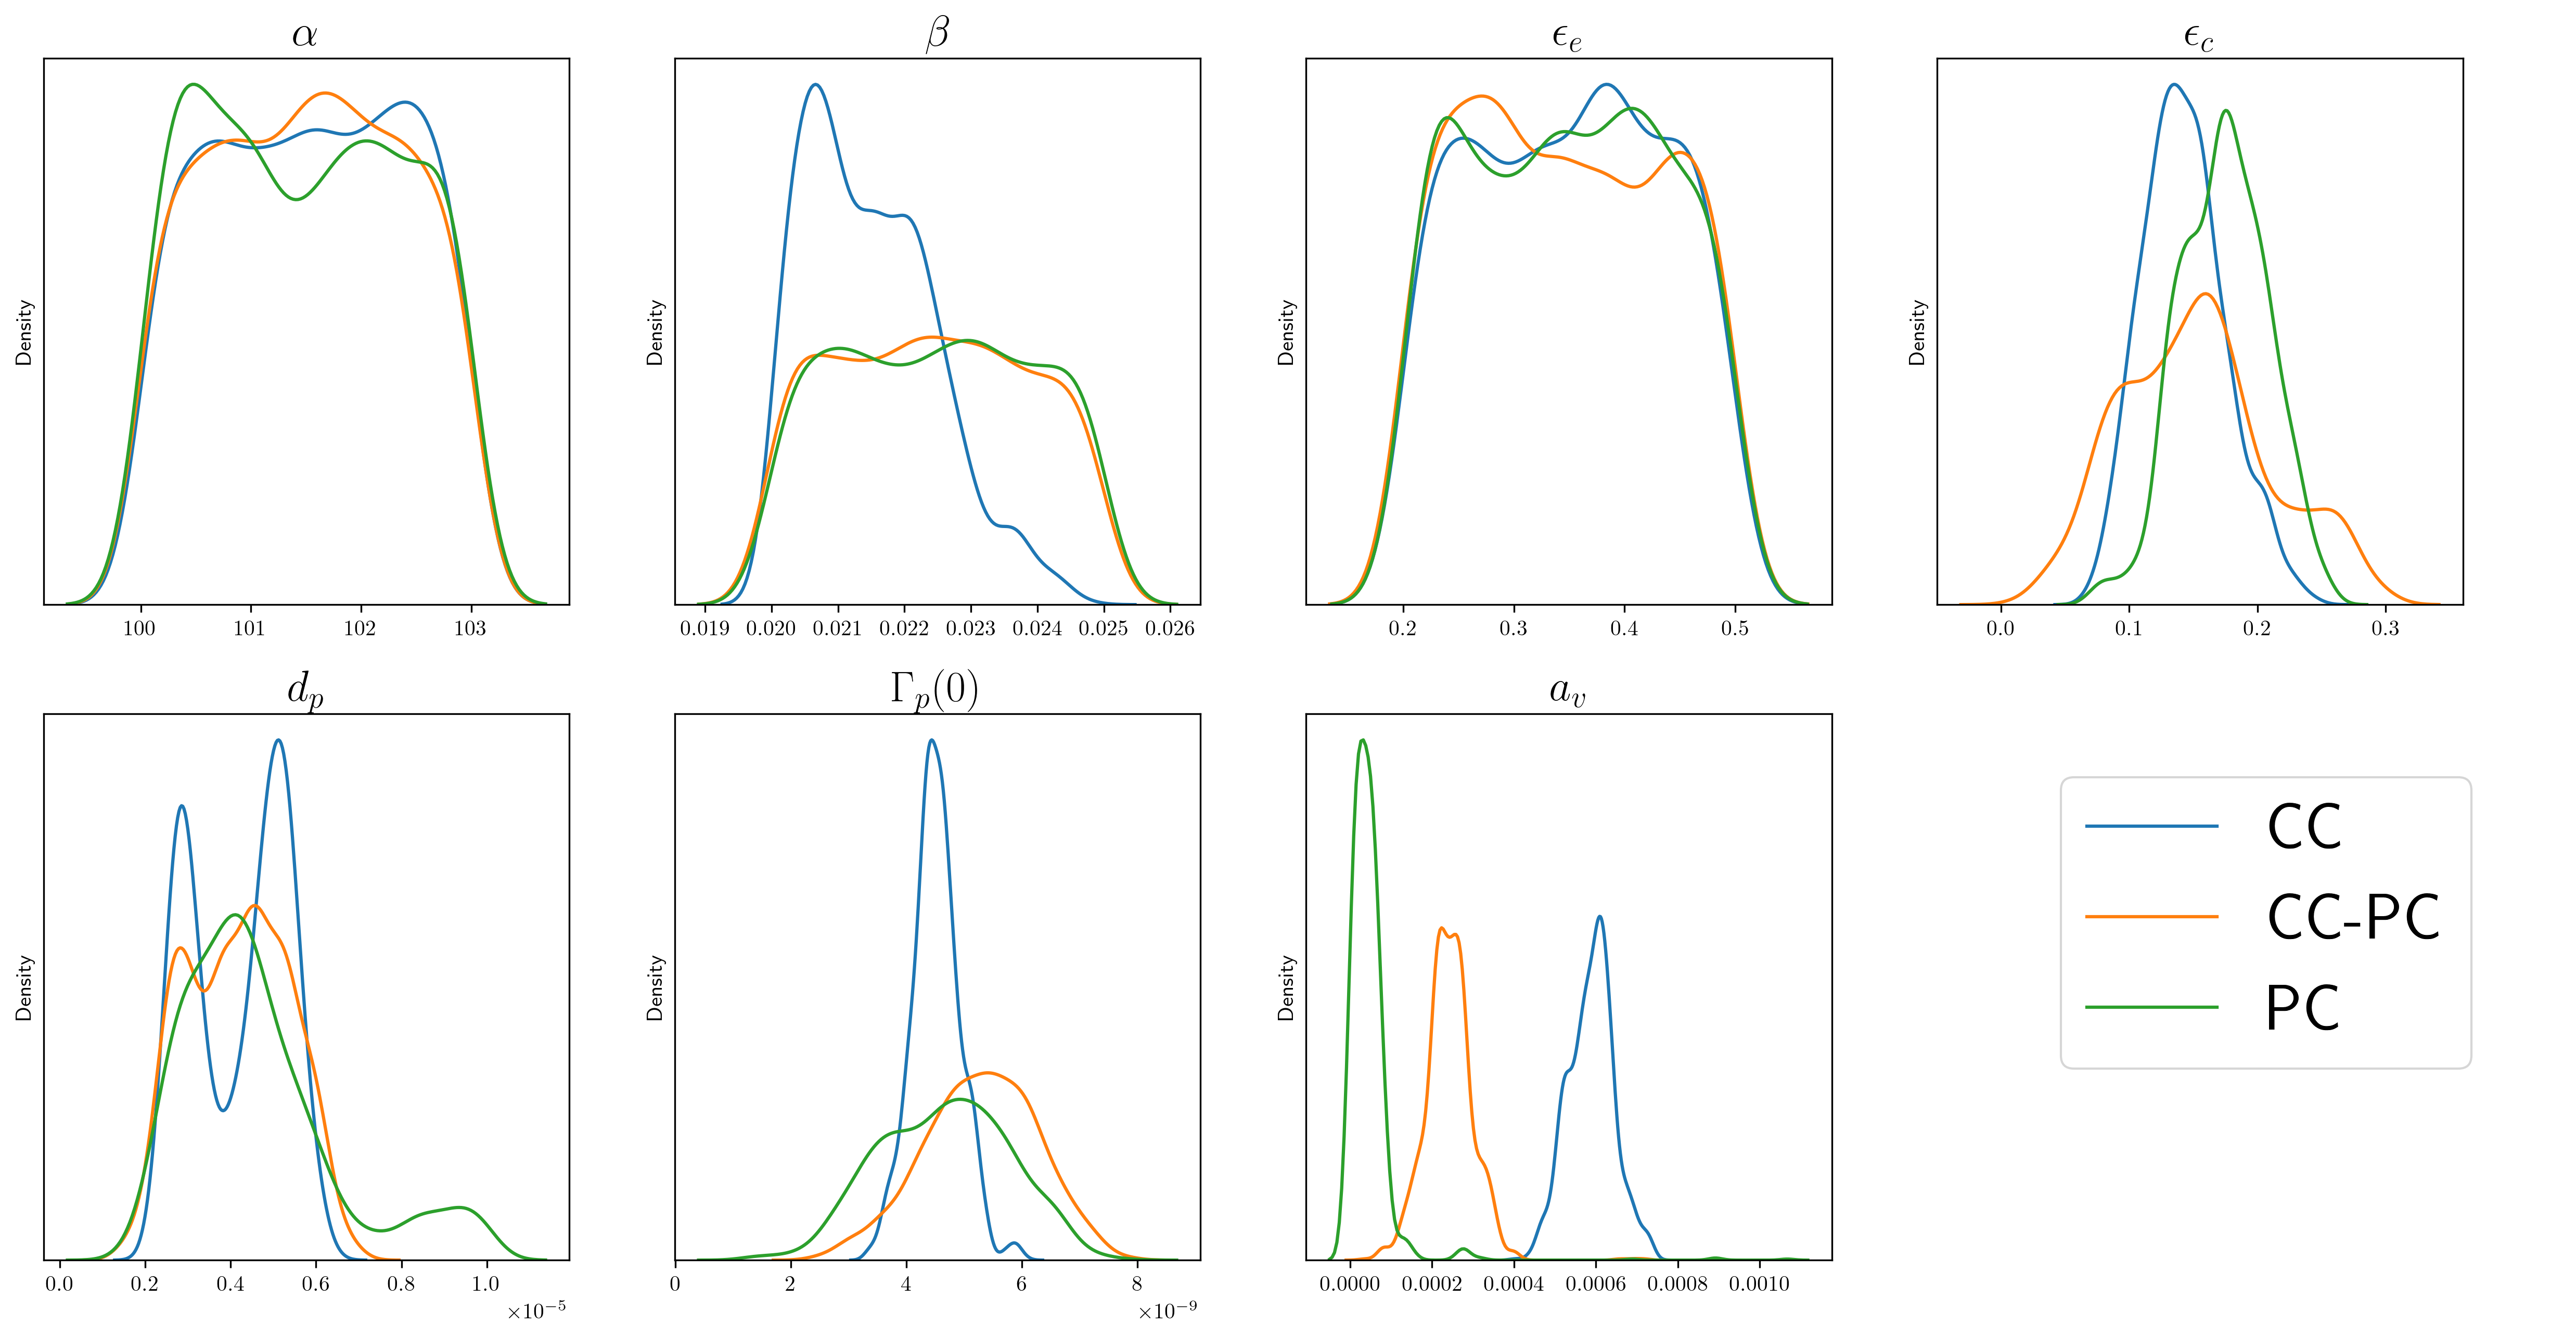 α
β
ϵ_e
ϵ_c
Density
Density
Density
Density
100 101 102 103
0.019 0.020 0.021 0.022 0.023 0.024 0.025 0.026
0.2 0.3 0.4 0.5
0.0 0.1 0.2 0.3
d_p
Γ_p(0)
a_v
Density
Density
Density
0.0 0.2 0.4 0.6 0.8 1.0
×10⁻⁵
0 2 4 6 8
×10⁻⁹
0.0000 0.0002 0.0004 0.0006 0.0008 0.0010
CC
CC-PC
PC